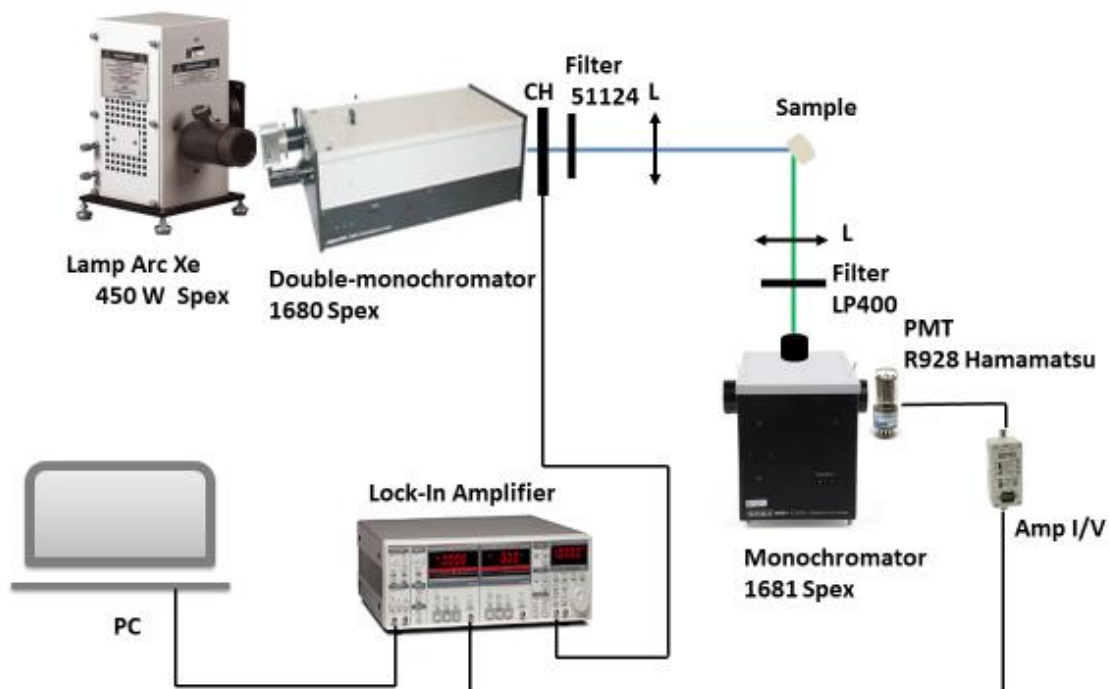 Filter
51124
CH
L
Sample
Lamp Arc Xe
450 W Spex
Double-monochromator
1680 Spex
L
Filter
LP400
PMT
R928 Hamamatsu
Lock-In Amplifier
Amp I/V
Monochromator
1681 Spex
PC